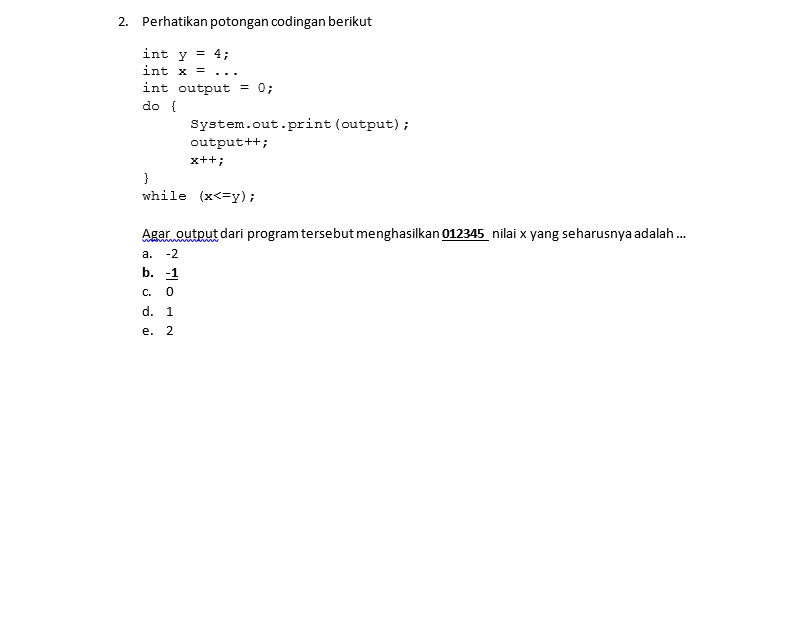 2. Perhatikan potongan codingan berikut
int y = 4;
int x = ...
int output = 0;
do {
System.out.print(output);
output++;
x++;
}
while (x<=y);
Agar output dari program tersebut menghasilkan 012345 nilai x yang seharusnya adalah ...
a. -2
b. -1
c. 0
d. 1
e. 2